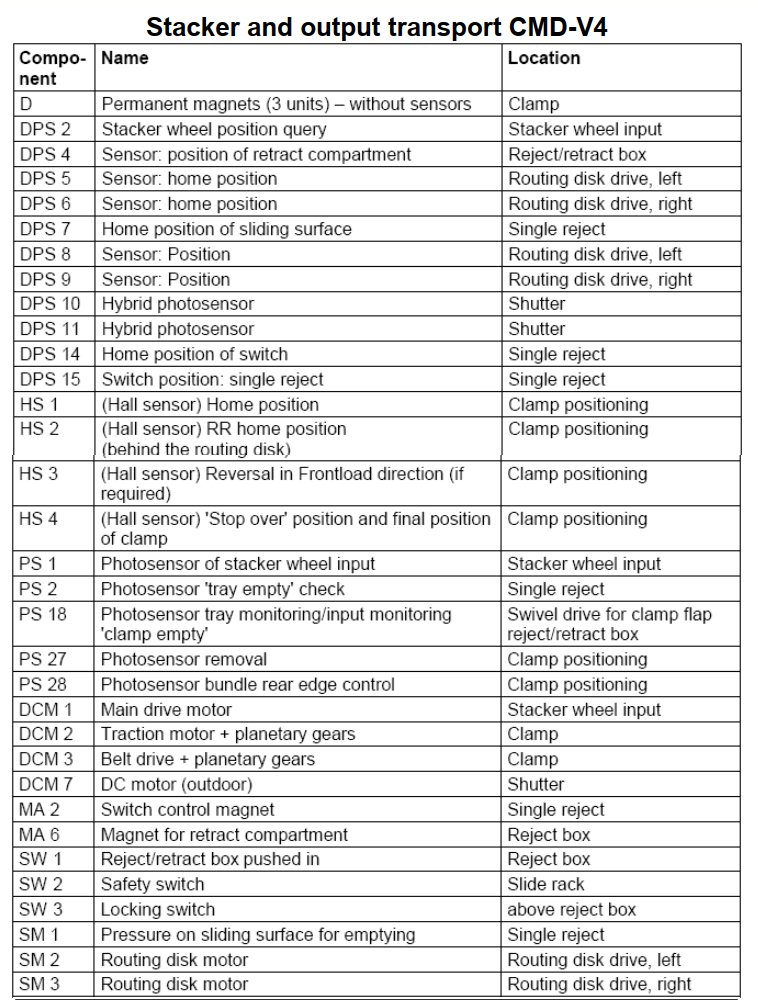 Stacker and output transport CMD-V4
Compo- Name Location
nent
D Permanent magnets (3 units) – without sensors Clamp
DPS 2 Stacker wheel position query Stacker wheel input
DPS 4 Sensor: position of retract compartment Reject/retract box
DPS 5 Sensor: home position Routing disk drive, left
DPS 6 Sensor: home position Routing disk drive, right
DPS 7 Home position of sliding surface Single reject
DPS 8 Sensor: Position Routing disk drive, left
DPS 9 Sensor: Position Routing disk drive, right
DPS 10 Hybrid photosensor Shutter
DPS 11 Hybrid photosensor Shutter
DPS 14 Home position of switch Single reject
DPS 15 Switch position: single reject Single reject
HS 1 (Hall sensor) Home position Clamp positioning
HS 2 (Hall sensor) RR home position Clamp positioning
(behind the routing disk)
HS 3 (Hall sensor) Reversal in Frontload direction (if Clamp positioning
required)
HS 4 (Hall sensor) 'Stop over' position and final position Clamp positioning
of clamp
PS 1 Photosensor of stacker wheel input Stacker wheel input
PS 2 Photosensor 'tray empty' check Single reject
PS 18 Photosensor tray monitoring/input monitoring Swivel drive for clamp flap
'clamp empty' reject/retract box
PS 27 Photosensor removal Clamp positioning
PS 28 Photosensor bundle rear edge control Clamp positioning
DCM 1 Main drive motor Stacker wheel input
DCM 2 Traction motor + planetary gears Clamp
DCM 3 Belt drive + planetary gears Clamp
DCM 7 DC motor (outdoor) Shutter
MA 2 Switch control magnet Single reject
MA 6 Magnet for retract compartment Reject box
SW 1 Reject/retract box pushed in Reject box
SW 2 Safety switch Slide rack
SW 3 Locking switch above reject box
SM 1 Pressure on sliding surface for emptying Single reject
SM 2 Routing disk motor Routing disk drive, left
SM 3 Routing disk motor Routing disk drive, right